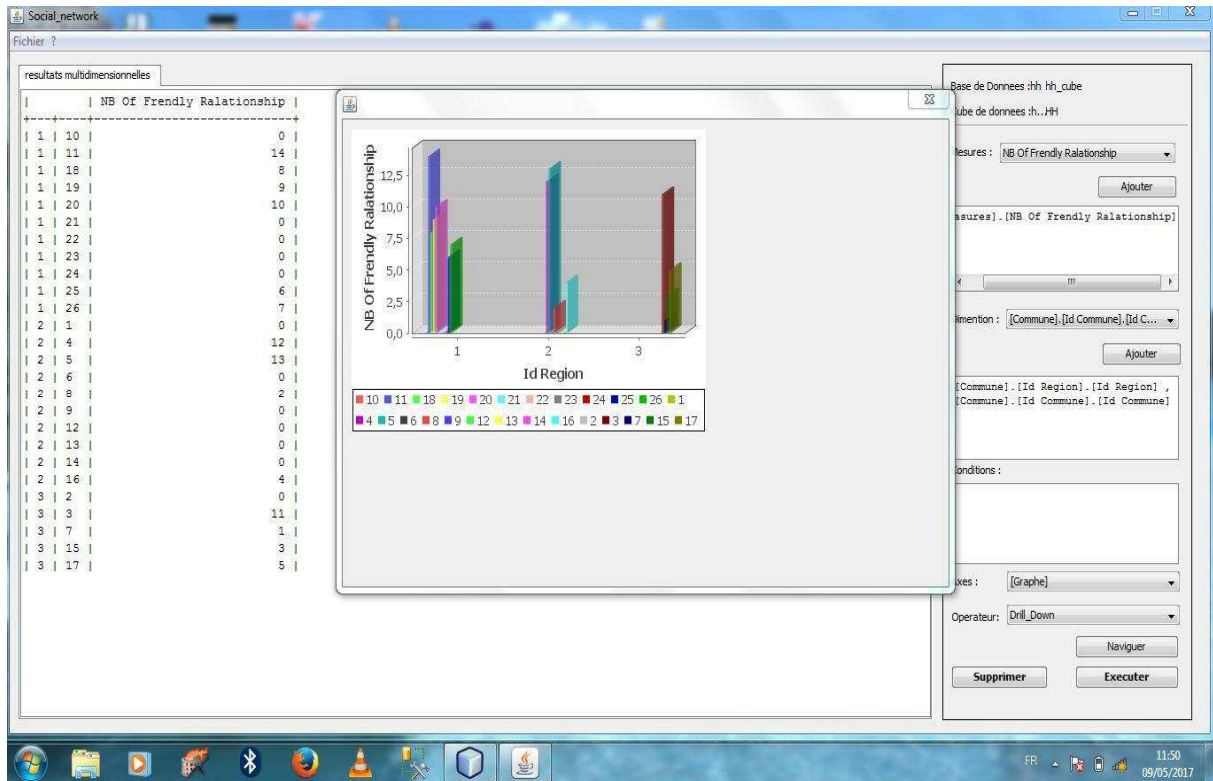 Social_network
Fichier ?
resultats multidimensionnelles
| | NB Of Frendly Ralationship |
| 1 | 10 | 0 |
| 1 | 11 | 14 |
| 1 | 18 | 8 |
| 1 | 19 | 9 |
| 1 | 20 | 10 |
| 1 | 21 | 0 |
| 1 | 22 | 0 |
| 1 | 23 | 0 |
| 1 | 24 | 0 |
| 1 | 25 | 6 |
| 1 | 26 | 7 |
| 2 | 1 | 0 |
| 2 | 4 | 12 |
| 2 | 5 | 13 |
| 2 | 6 | 0 |
| 2 | 8 | 2 |
| 2 | 9 | 0 |
| 2 | 12 | 0 |
| 2 | 13 | 0 |
| 2 | 14 | 0 |
| 2 | 16 | 4 |
| 3 | 2 | 0 |
| 3 | 3 | 11 |
| 3 | 7 | 1 |
| 3 | 15 | 3 |
| 3 | 17 | 5 |
NB Of Frendly Ralationship
12,5
10,0
7,5
5,0
2,5
0,0
1 2 3
Id Region
10 11 18 19 20 21 22 23 24 25 26 1
4 5 6 8 9 12 13 14 16 2 3 7 15 17
Base de Donnees :hh hh_cube
ube de donnees :h..HH
esures : NB Of Frendly Ralationship
Ajouter
asures].[NB Of Frendly Ralationship]
imention : [Commune].[Id Commune].[Id C...
Ajouter
[Commune].[Id Region].[Id Region] ,
[Commune].[Id Commune].[Id Commune]
onditions :
xes : [Graphe]
Operateur: Drill_Down
Naviguer
Supprimer Executer
FR 11:50
09/05/2017